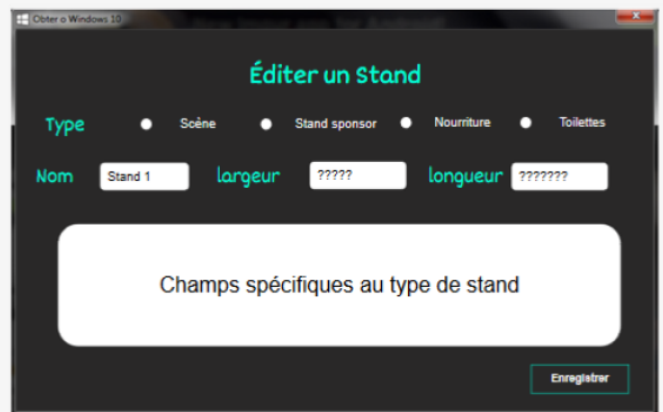 Obter o Windows 10
Éditer un Stand
Type Scène Stand sponsor Nourriture Toilettes
Nom Stand 1 largeur ????? longueur ???????
Champs spécifiques au type de stand
Enregistrer